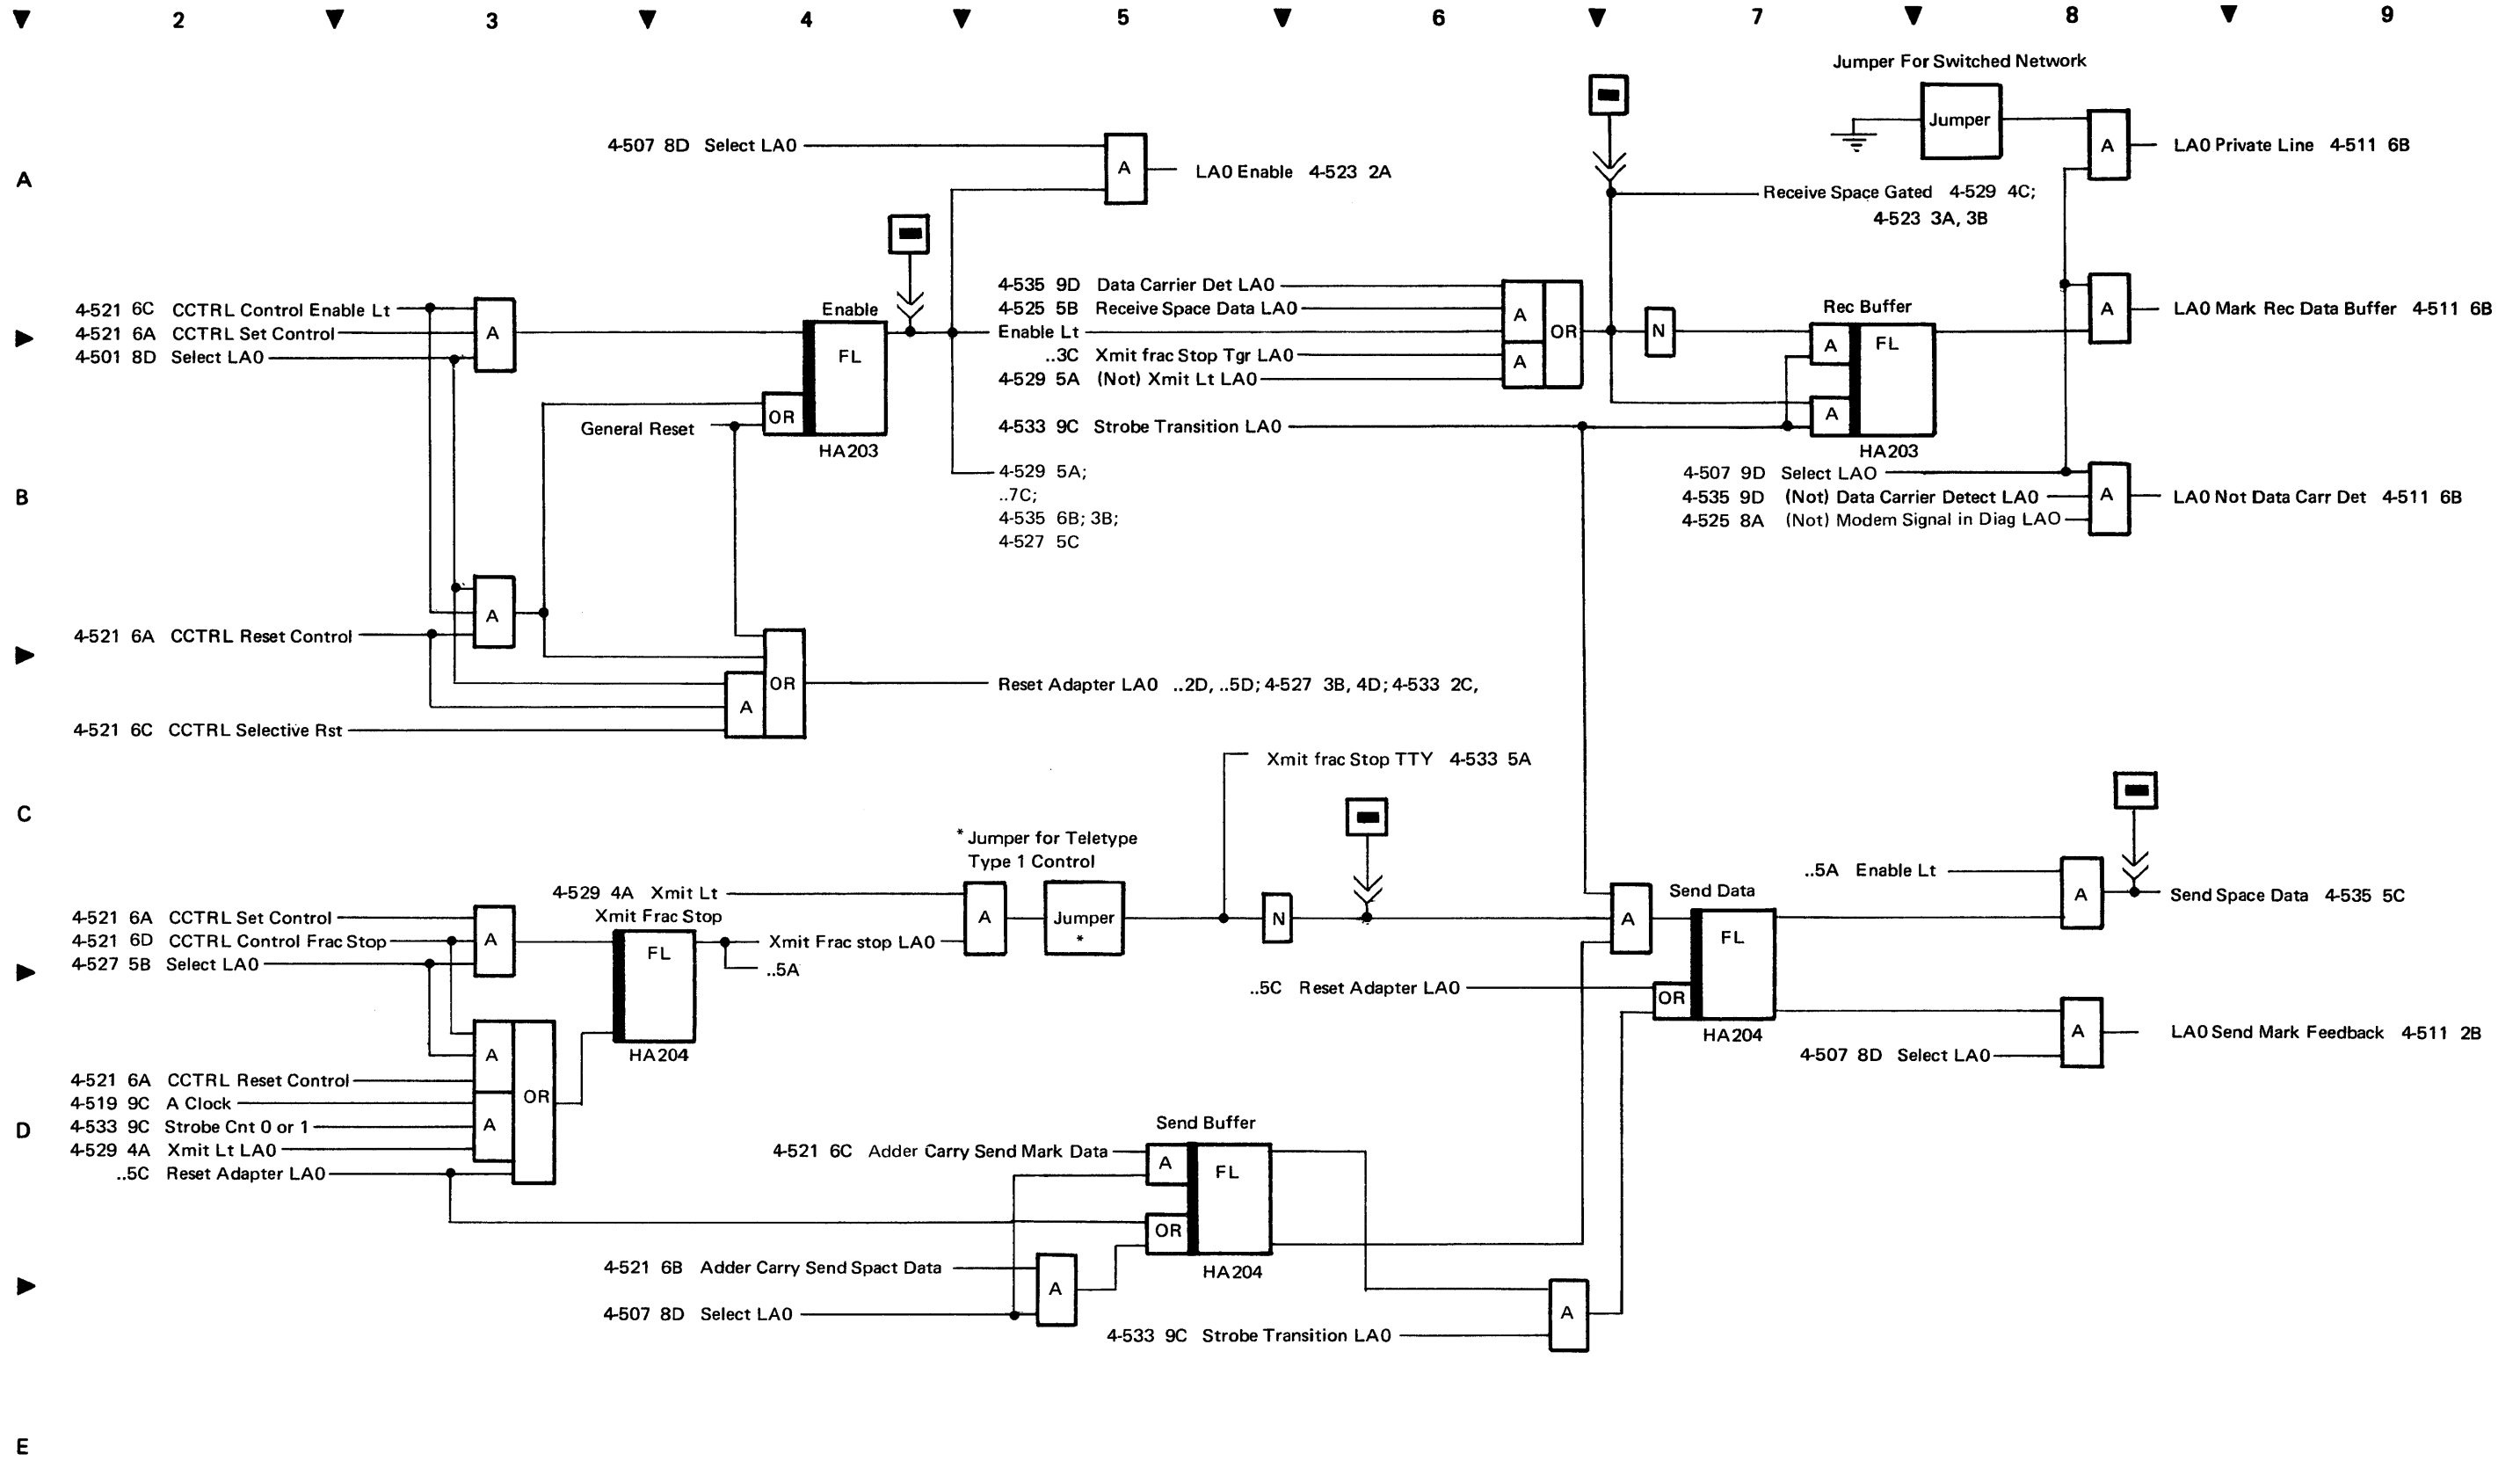 2 3 4 5 6 7 8 9
Jumper For Switched Network
Jumper
A
LA0 Private Line 4-511 6B
4-507 8D Select LA0
A
LA0 Enable 4-523 2A
A
Receive Space Gated 4-529 4C;
4-523 3A, 3B
4-521 6C CCTRL Control Enable Lt
4-521 6A CCTRL Set Control
4-501 8D Select LA0
A
Enable
FL
OR
General Reset
HA203
4-535 9D Data Carrier Det LA0
4-525 5B Receive Space Data LA0
Enable Lt
..3C Xmit frac Stop Tgr LA0
4-529 5A (Not) Xmit Lt LA0
A
A
OR
N
4-533 9C Strobe Transition LA0
Rec Buffer
A
A
FL
HA203
A
LA0 Mark Rec Data Buffer 4-511 6B
B
4-529 5A;
..7C;
4-535 6B; 3B;
4-527 5C
4-507 9D Select LAO
4-535 9D (Not) Data Carrier Detect LA0
4-525 8A (Not) Modem Signal in Diag LAO
A
LA0 Not Data Carr Det 4-511 6B
A
4-521 6A CCTRL Reset Control
A
OR
Reset Adapter LA0 ..2D, ..5D; 4-527 3B, 4D; 4-533 2C,
4-521 6C CCTRL Selective Rst
C
Xmit frac Stop TTY 4-533 5A
* Jumper for Teletype
Type 1 Control
4-529 4A Xmit Lt
Xmit Frac Stop
4-521 6A CCTRL Set Control
4-521 6D CCTRL Control Frac Stop
4-527 5B Select LA0
A
FL
HA204
Xmit Frac stop LA0
..5A
A
Jumper
*
N
A
Send Data
FL
..5C Reset Adapter LA0
OR
HA204
..5A Enable Lt
A
Send Space Data 4-535 5C
4-507 8D Select LA0
A
LA0 Send Mark Feedback 4-511 2B
A
4-521 6A CCTRL Reset Control
4-519 9C A Clock
OR
D
4-533 9C Strobe Cnt 0 or 1
A
4-529 4A Xmit Lt LA0
..5C Reset Adapter LA0
Send Buffer
4-521 6C Adder Carry Send Mark Data
A
FL
OR
HA204
4-521 6B Adder Carry Send Spact Data
A
4-507 8D Select LA0
4-533 9C Strobe Transition LA0
A
E